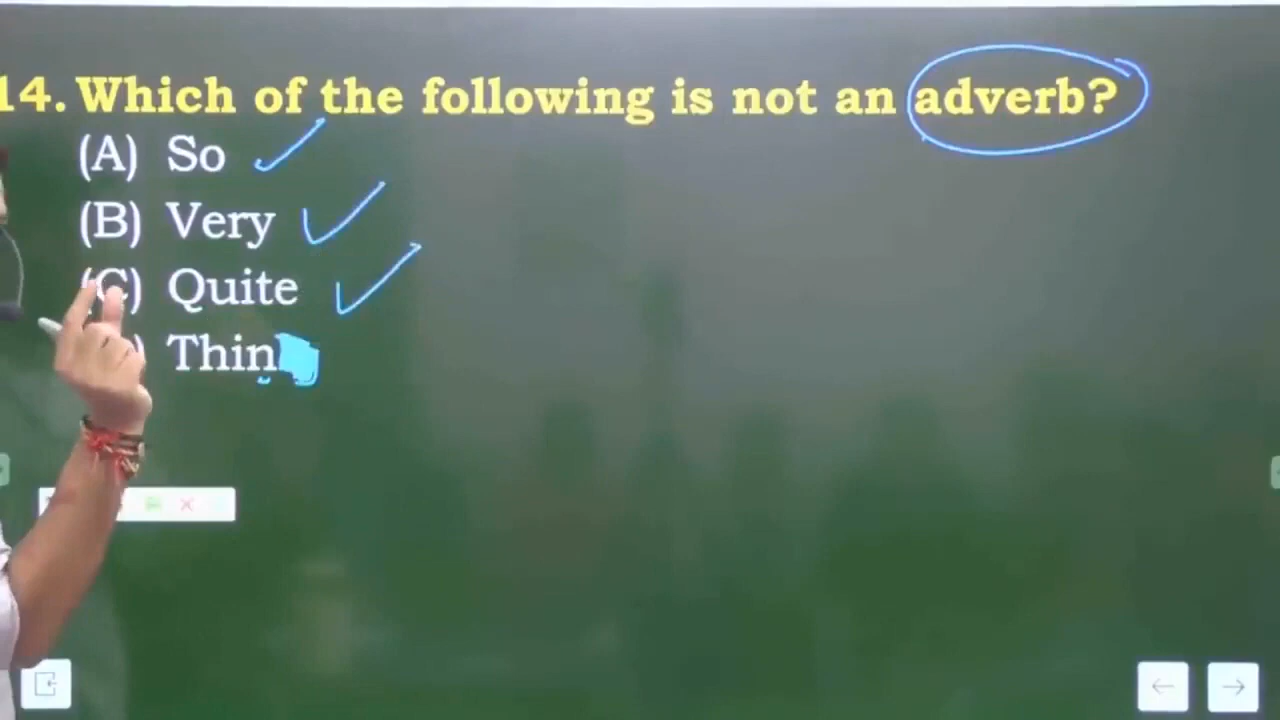 14. Which of the following is not an adverb?
(A) So
(B) Very
(C) Quite
) Thin